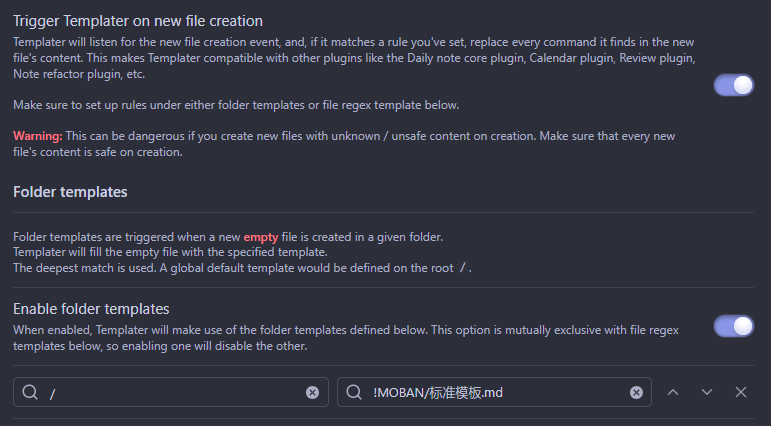 Trigger Templater on new file creation
Templater will listen for the new file creation event, and, if it matches a rule you've set, replace every command it finds in the new
file's content. This makes Templater compatible with other plugins like the Daily note core plugin, Calendar plugin, Review plugin,
Note refactor plugin, etc.
Make sure to set up rules under either folder templates or file regex template below.
Warning: This can be dangerous if you create new files with unknown / unsafe content on creation. Make sure that every new
file's content is safe on creation.
Folder templates
Folder templates are triggered when a new empty file is created in a given folder.
Templater will fill the empty file with the specified template.
The deepest match is used. A global default template would be defined on the root / .
Enable folder templates
When enabled, Templater will make use of the folder templates defined below. This option is mutually exclusive with file regex
templates below, so enabling one will disable the other.
/ !MOBAN/标准模板.md